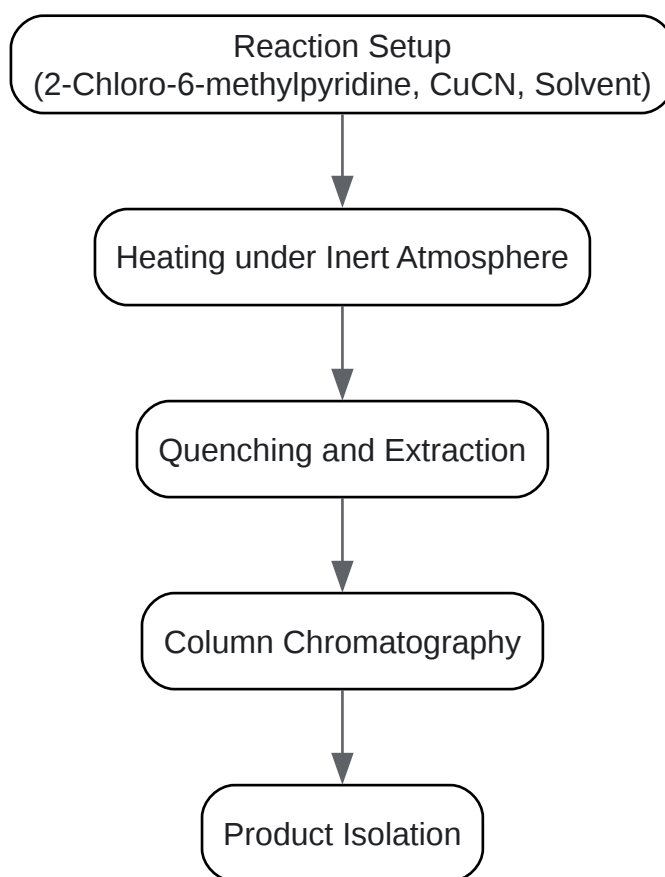 Reaction Setup
(2-Chloro-6-methylpyridine, CuCN, Solvent)
Heating under Inert Atmosphere
Quenching and Extraction
Column Chromatography
Product Isolation